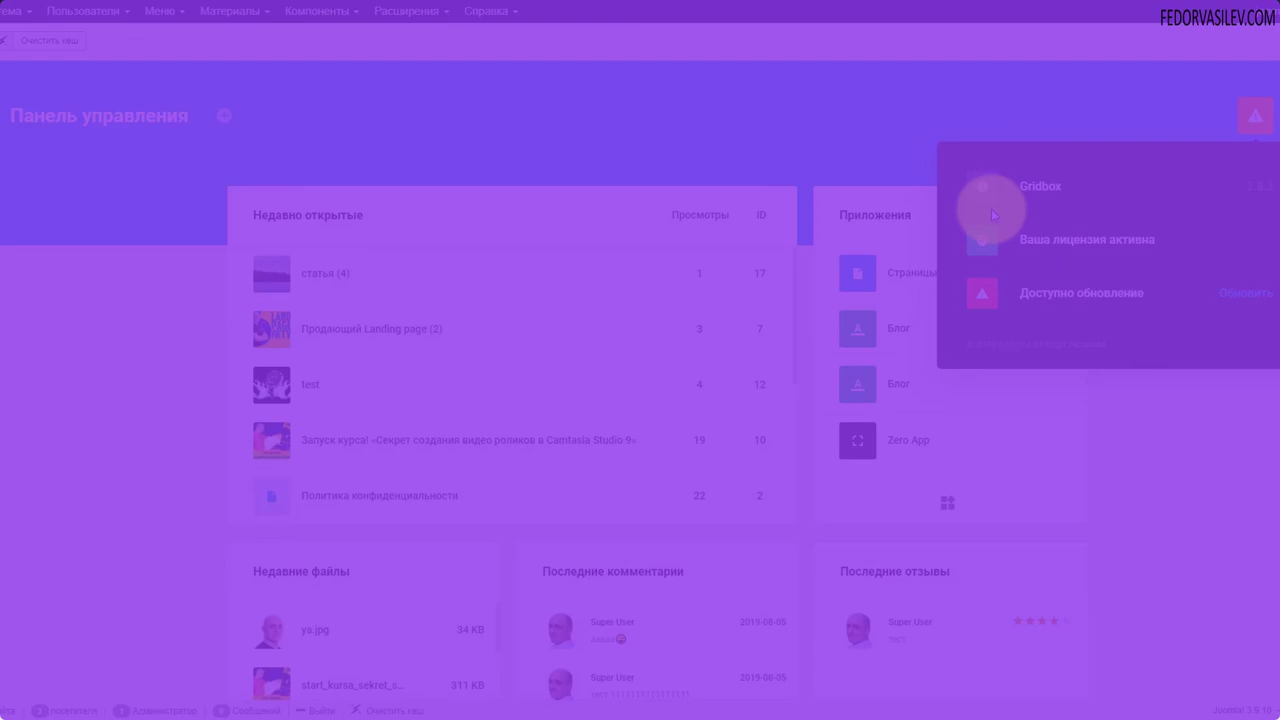 Пользователи Меню Материалы Компоненты Расширения Справка
FEDORVASILEV.COM
Очистить кэш
Панель управления
Недавно открытые Просмотры ID
статья (4) 1 17
Продающий Landing page (2) 3 7
test 4 12
Запуск курса! «Секрет создания видео роликов в Camtasia Studio 9» 19 10
Политика конфиденциальности 22 2
Приложения
Страницы
Блог
Блог
Zero App
Gridbox
Ваша лицензия активна
Доступно обновление Обновить
Недавние файлы
ys.jpg 34 KB
start_kursa_sekret_s... 311 KB
Последние комментарии
Super User 2019-08-05
Super User 2019-08-05
Последние отзывы
Super User
тест
посетителя Администратор Сообщений Выйти Очистить кэш
Joomla! 3.9.10